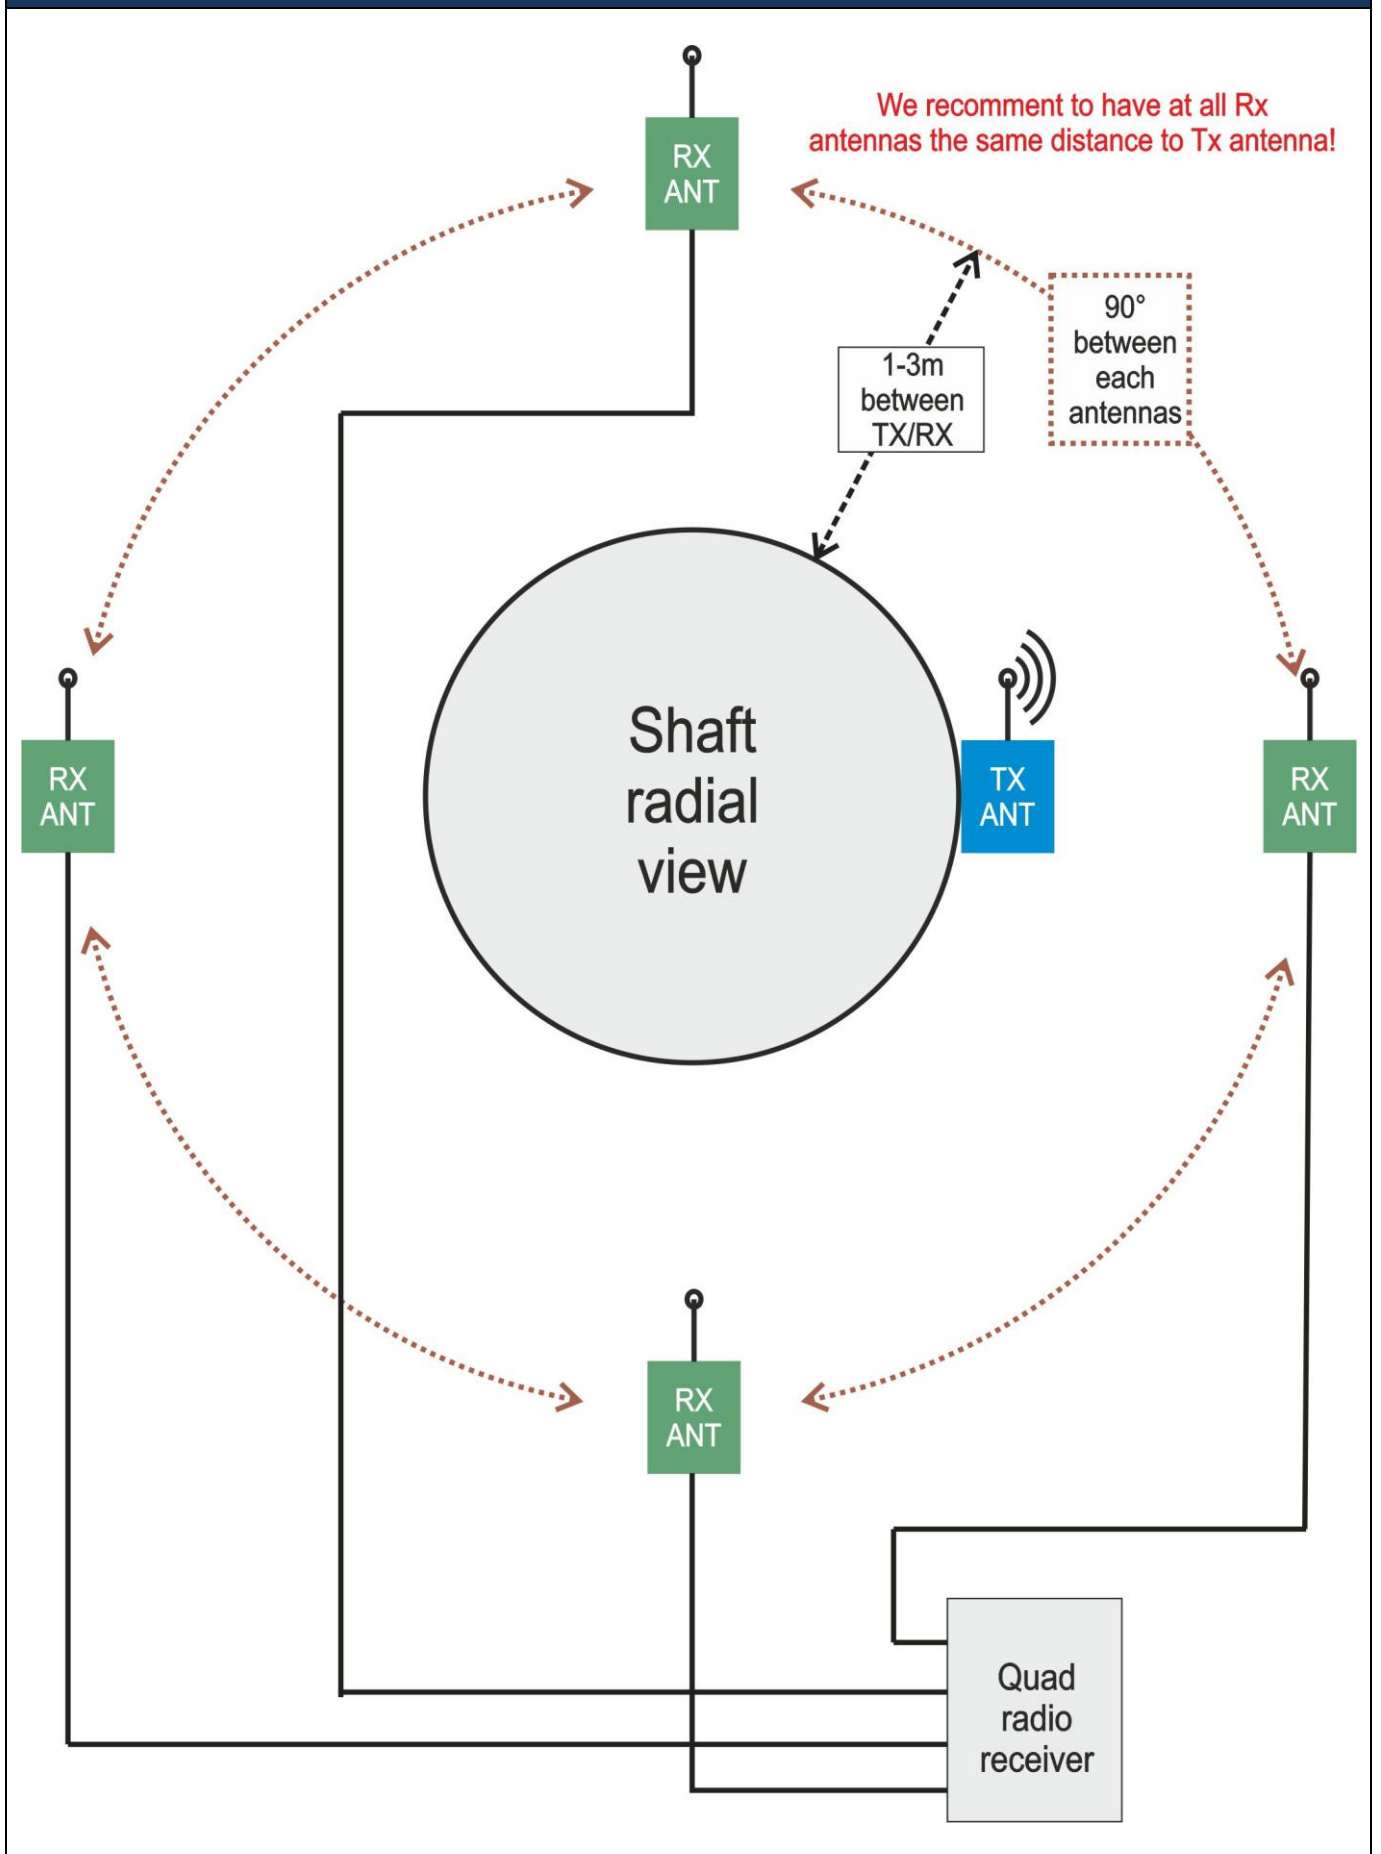 We recomment to have at all Rx
antennas the same distance to Tx antenna!
RX
ANT
90°
between
each
antennas
1-3m
between
TX/RX
Shaft
radial
view
RX
ANT
TX
ANT
RX
ANT
RX
ANT
Quad
radio
receiver